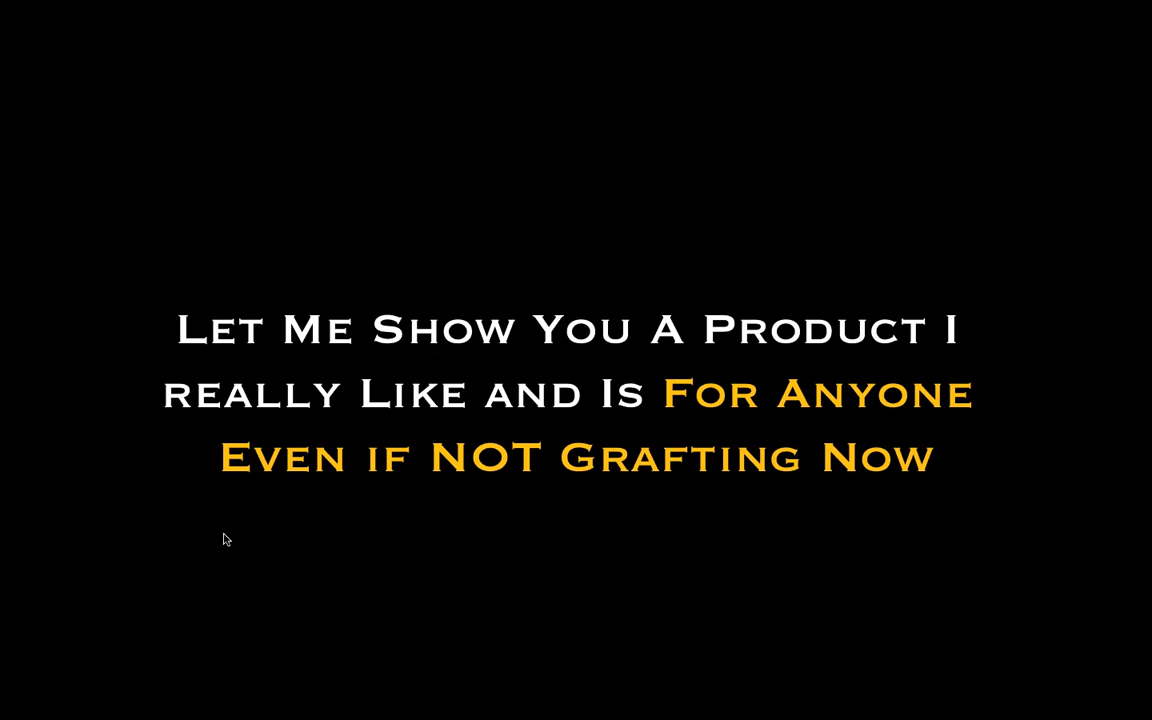 Let Me Show You A Product I
really Like and Is For Anyone
Even if NOT Grafting Now